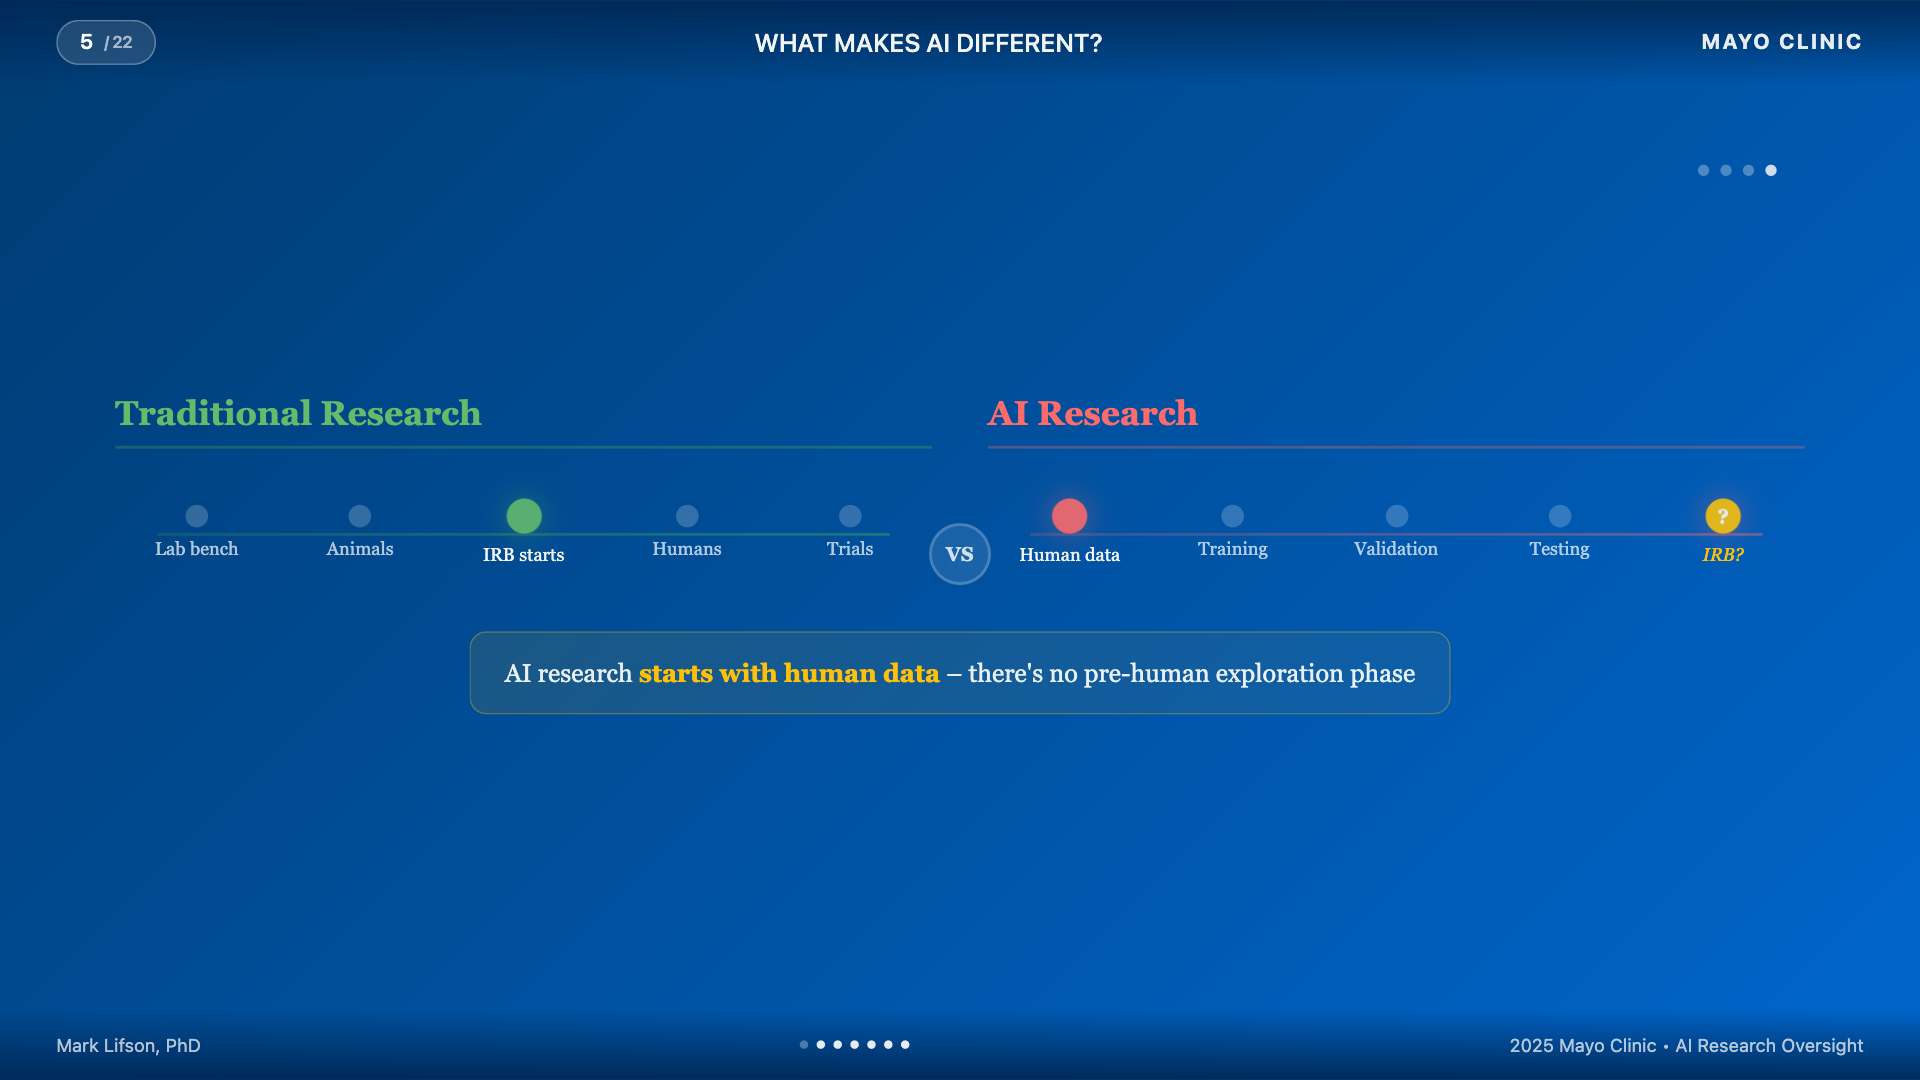 5 /22
WHAT MAKES AI DIFFERENT?
MAYO CLINIC
Traditional Research
Lab bench
Animals
IRB starts
Humans
Trials
VS
AI Research
Human data
Training
Validation
Testing
?
IRB?
AI research starts with human data – there's no pre-human exploration phase
Mark Lifson, PhD
2025 Mayo Clinic • AI Research Oversight